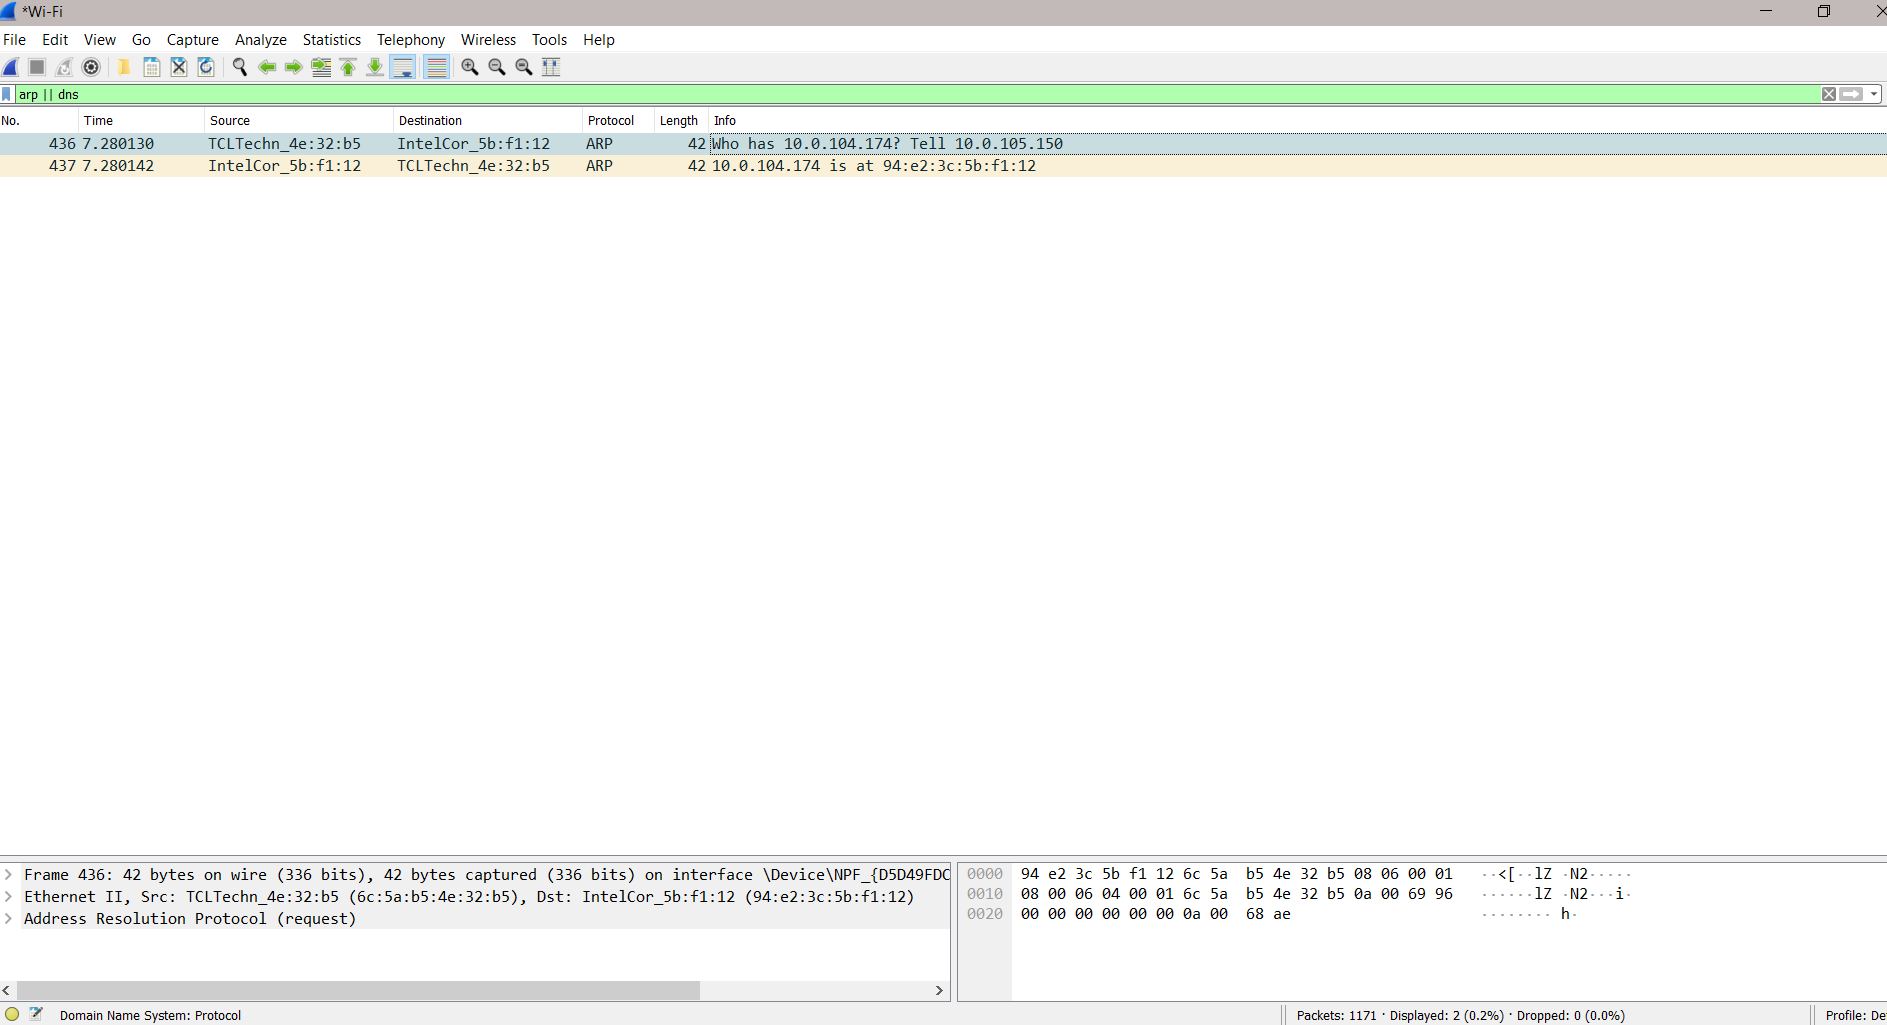 *Wi-Fi
File Edit View Go Capture Analyze Statistics Telephony Wireless Tools Help
arp || dns
No. Time Source Destination Protocol Length Info
436 7.280130 TCLTechn_4e:32:b5 IntelCor_5b:f1:12 ARP 42 Who has 10.0.104.174? Tell 10.0.105.150
437 7.280142 IntelCor_5b:f1:12 TCLTechn_4e:32:b5 ARP 42 10.0.104.174 is at 94:e2:3c:5b:f1:12
Frame 436: 42 bytes on wire (336 bits), 42 bytes captured (336 bits) on interface \Device\NPF_{D5D49FDC
Ethernet II, Src: TCLTechn_4e:32:b5 (6c:5a:b5:4e:32:b5), Dst: IntelCor_5b:f1:12 (94:e2:3c:5b:f1:12)
Address Resolution Protocol (request)
0000 94 e2 3c 5b f1 12 6c 5a b5 4e 32 b5 08 06 00 01 ··<[··lZ ·N2·····
0010 08 00 06 04 00 01 6c 5a b5 4e 32 b5 0a 00 69 96 ······lZ ·N2···i·
0020 00 00 00 00 00 00 0a 00 68 ae ········ h·
Domain Name System: Protocol
Packets: 1171 · Displayed: 2 (0.2%) · Dropped: 0 (0.0%)
Profile: De